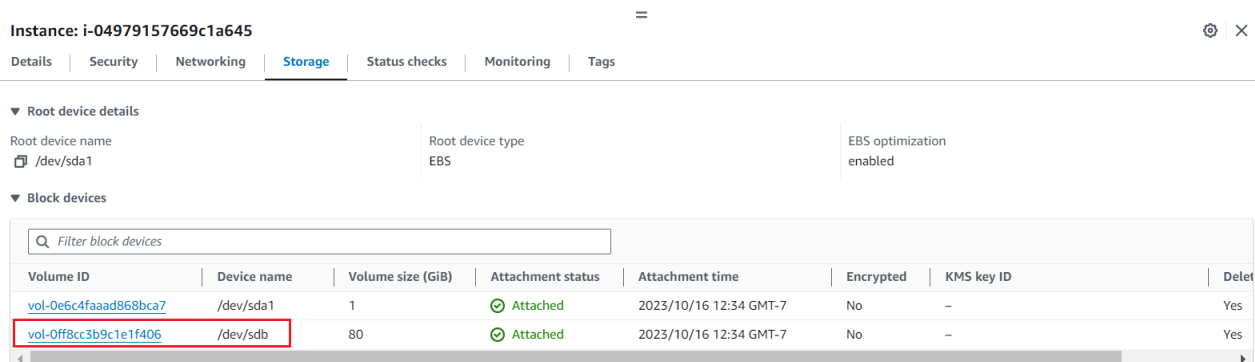 Instance: i-04979157669c1a645
Details Security Networking Storage Status checks Monitoring Tags
Root device details
Root device name Root device type EBS optimization
/dev/sda1 EBS enabled
Block devices
Filter block devices
Volume ID Device name Volume size (GiB) Attachment status Attachment time Encrypted KMS key ID Delet
vol-0e6c4faaad868bca7 /dev/sda1 1 Attached 2023/10/16 12:34 GMT-7 No – Yes
vol-0ff8cc3b9c1e1f406 /dev/sdb 80 Attached 2023/10/16 12:34 GMT-7 No – Yes